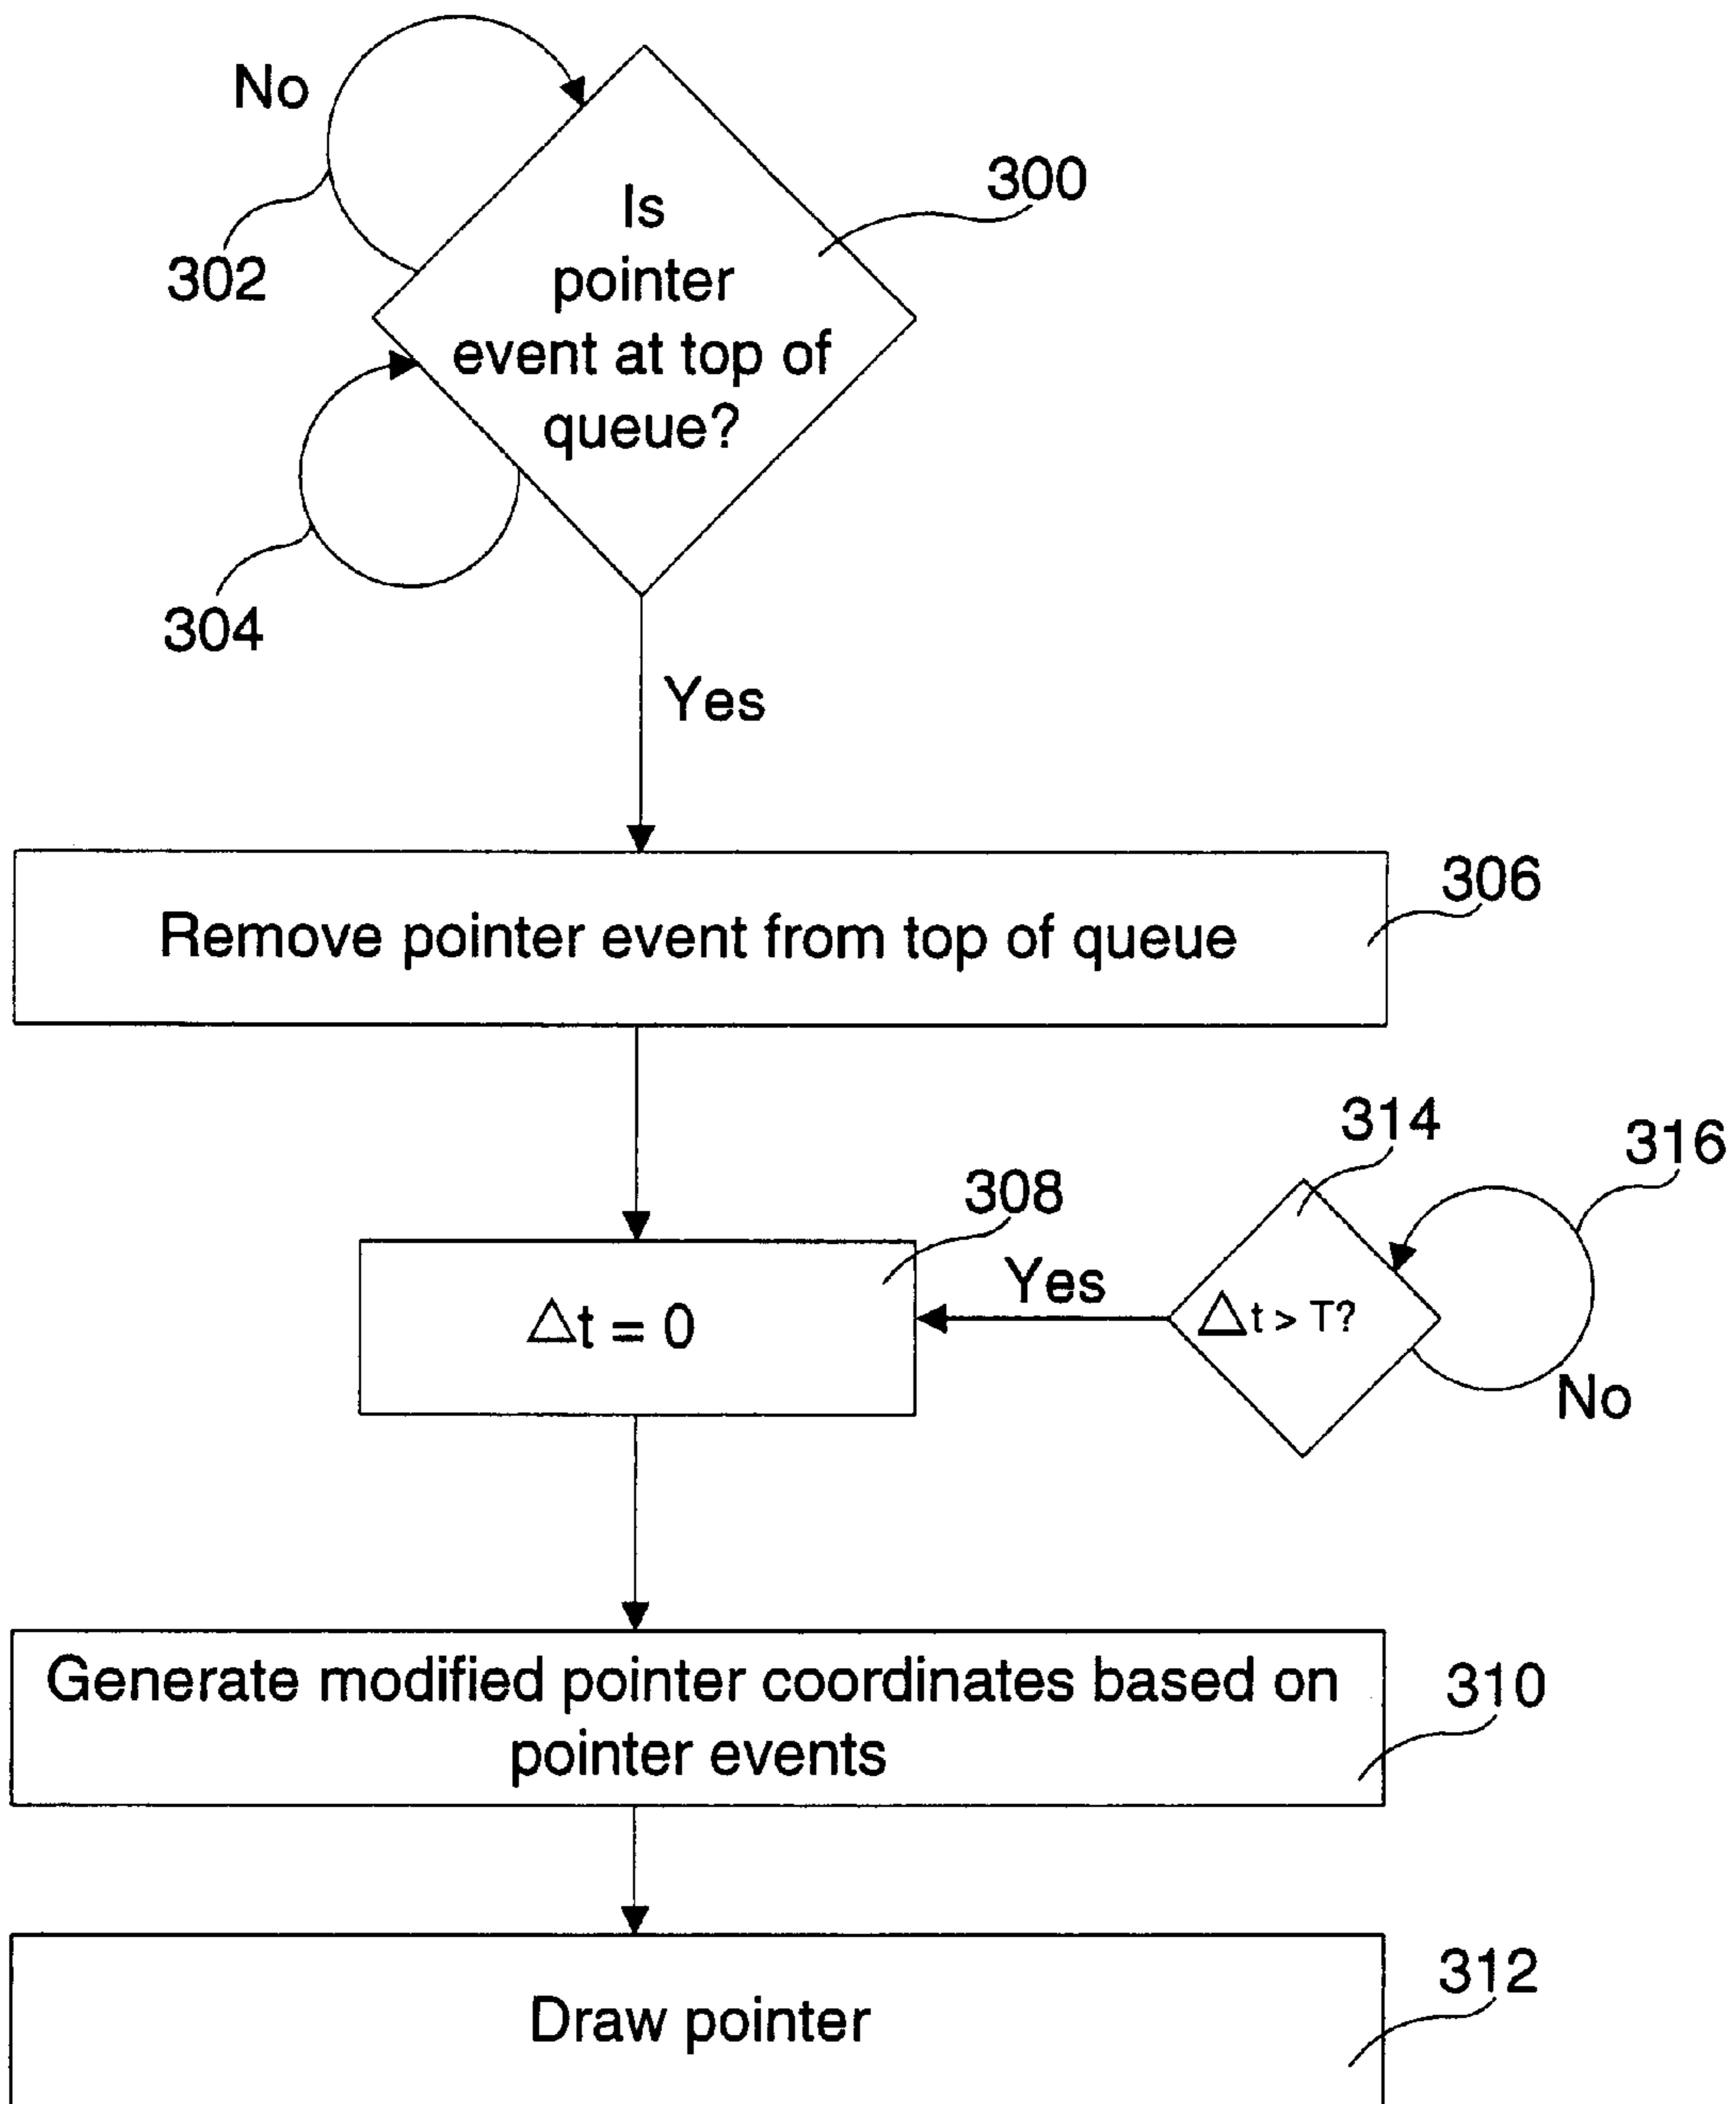 No
300
Is
pointer
event at top of
queue?
302
304
Yes
306
Remove pointer event from top of queue
314
316
308
Yes
Δt = 0
Δt > T?
No
Generate modified pointer coordinates based on
pointer events
310
312
Draw pointer